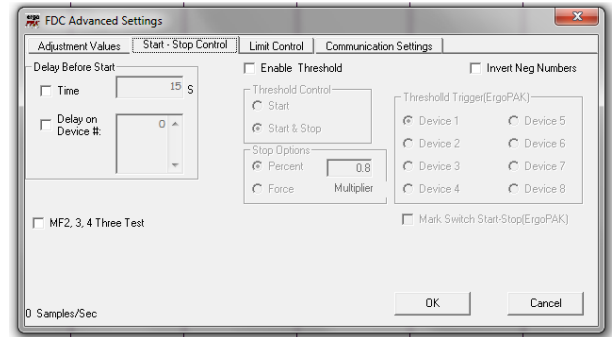 ergo
PAK FDC Advanced Settings
Adjustment Values Start - Stop Control Limit Control Communication Settings
Delay Before Start
Time 15 S
Delay on
Device #: 0
MF2, 3, 4 Three Test
Enable Threshold
Invert Neg Numbers
Threshold Control
Start
Start & Stop
Stop Options
Percent 0.8
Force Multiplier
Threshold Trigger(ErgoPAK)
Device 1 Device 5
Device 2 Device 6
Device 3 Device 7
Device 4 Device 8
Mark Switch Start-Stop(ErgoPAK)
OK Cancel
0 Samples/Sec